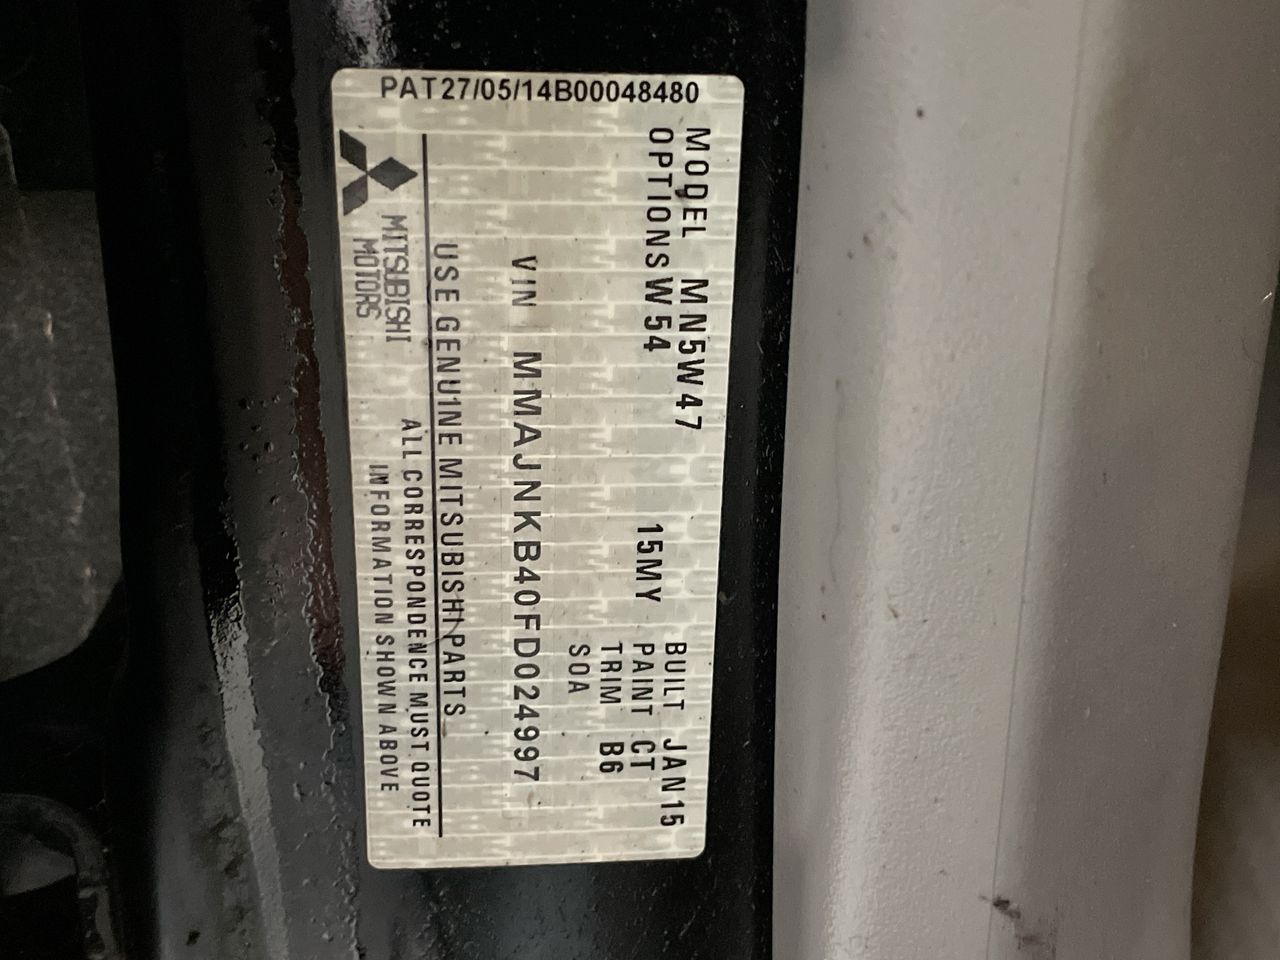 PAT27/05/14B00048480
MODEL MN5W47 BUILT JAN15
OPTIONS W54 15MY PAINT CT
TRIM B6
SOA
VIN MMAJNKB40FD024997
USE GENUINE MITSUBISHI PARTS
MITSUBISHI
MOTORS
ALL CORRESPONDENCE MUST QUOTE
INFORMATION SHOWN ABOVE